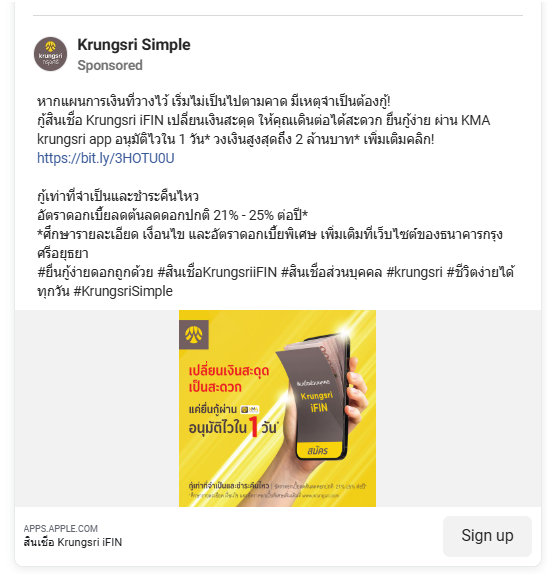 Krungsri Simple
Sponsored
krungsri
กรุงศรี
หากแผนการเงินที่วางไว้ เริ่มไม่เป็นไปตามคาด มีเหตุจำเป็นต้องกู้!
กู้สินเชื่อ Krungsri iFIN เปลี่ยนเงินสะดุด ให้คุณเดินต่อได้สะดวก ยื่นกู้ง่าย ผ่าน KMA
krungsri app อนุมัติไวใน 1 วัน* วงเงินสูงสุดถึง 2 ล้านบาท* เพิ่มเติมคลิก!
https://bit.ly/3HOTU0U
กู้เท่าที่จำเป็นและชำระคืนไหว
อัตราดอกเบี้ยลดต้นลดดอกปกติ 21% - 25% ต่อปี*
*ศึกษารายละเอียด เงื่อนไข และอัตราดอกเบี้ยพิเศษ เพิ่มเติมที่เว็บไซต์ของธนาคารกรุง
ศรีอยุธยา
#ยื่นกู้ง่ายดอกถูกด้วย #สินเชื่อKrungsriiFIN #สินเชื่อส่วนบุคคล #krungsri #ชีวิตง่ายได้
ทุกวัน #KrungsriSimple
เปลี่ยนเงินสะดุด
เป็นสะดวก
แค่ยื่นกู้ผ่าน
อนุมัติไวใน 1 วัน*
สินเชื่อส่วนบุคคล
Krungsri
iFIN
สมัคร
กู้เท่าที่จำเป็นและชำระคืนไหว
APPS.APPLE.COM
สินเชื่อ Krungsri iFIN
Sign up